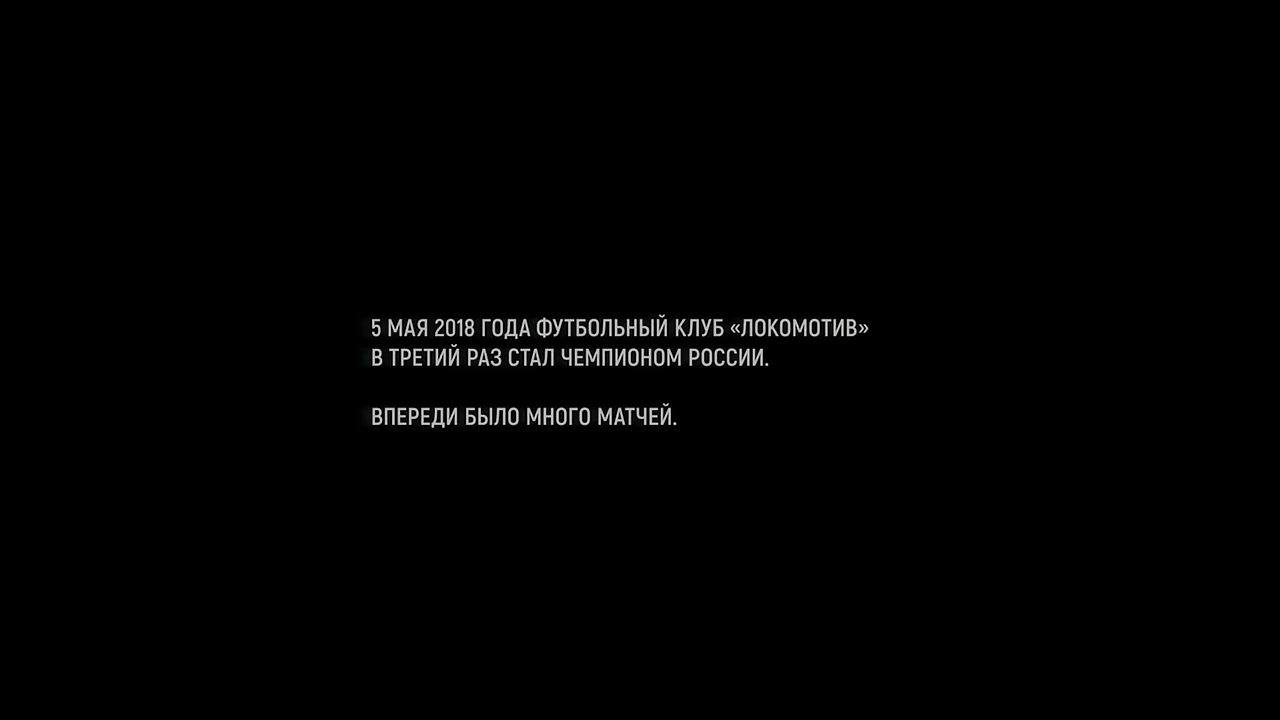 5 МАЯ 2018 ГОДА ФУТБОЛЬНЫЙ КЛУБ «ЛОКОМОТИВ»
В ТРЕТИЙ РАЗ СТАЛ ЧЕМПИОНОМ РОССИИ.
ВПЕРЕДИ БЫЛО МНОГО МАТЧЕЙ.